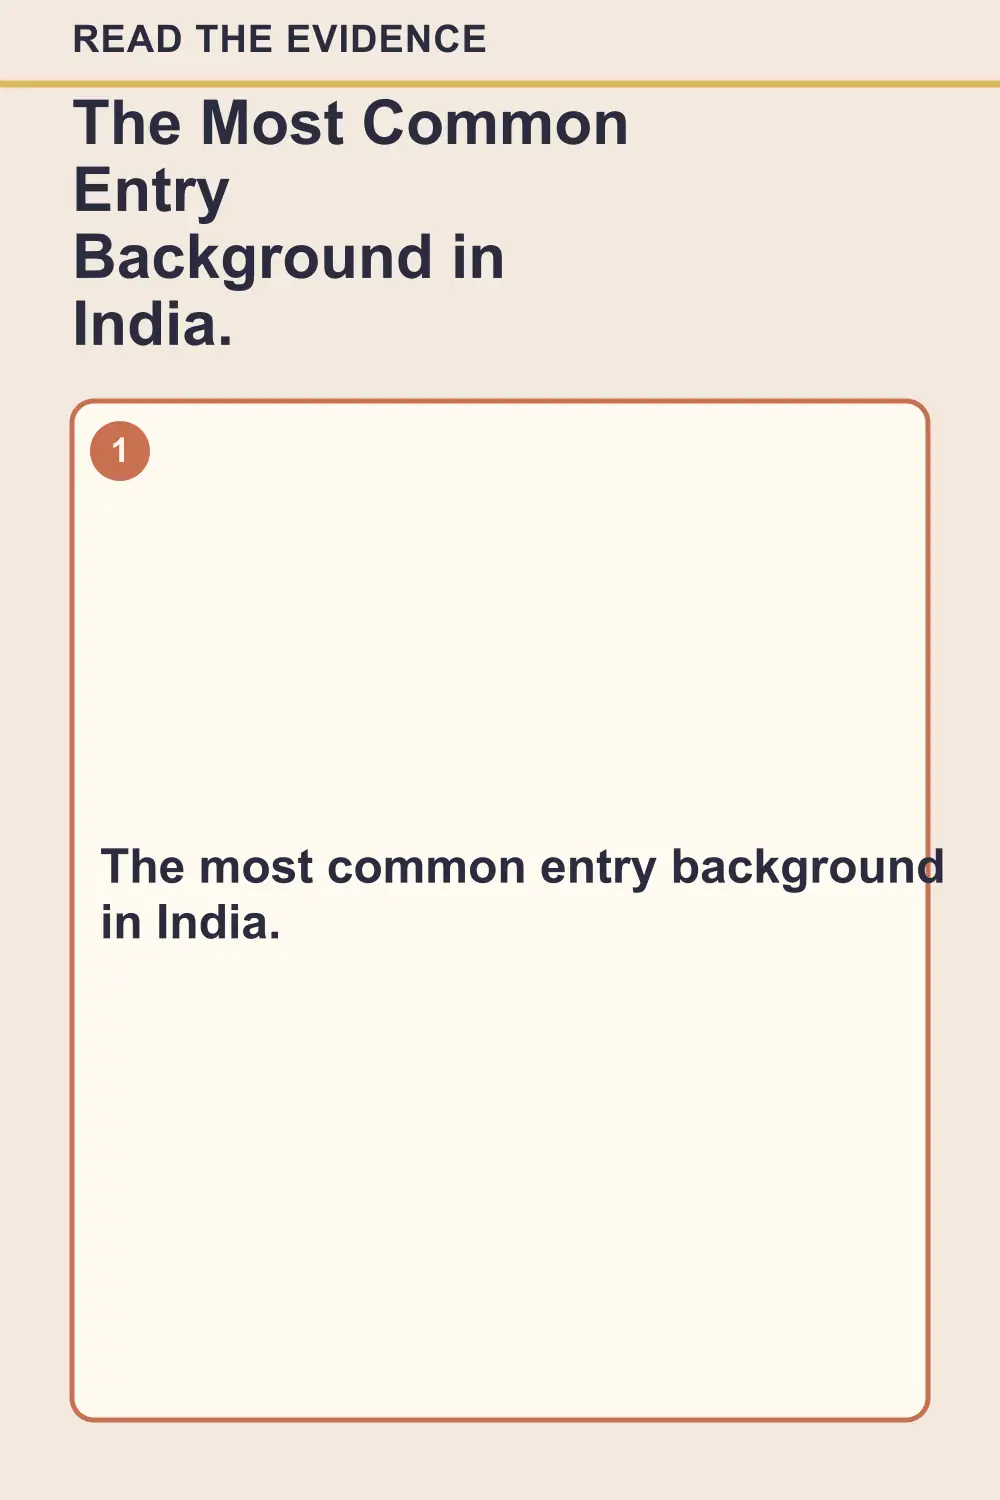 READ THE EVIDENCE
The Most Common
Entry
Background in
India.
1
The most common entry background
in India.